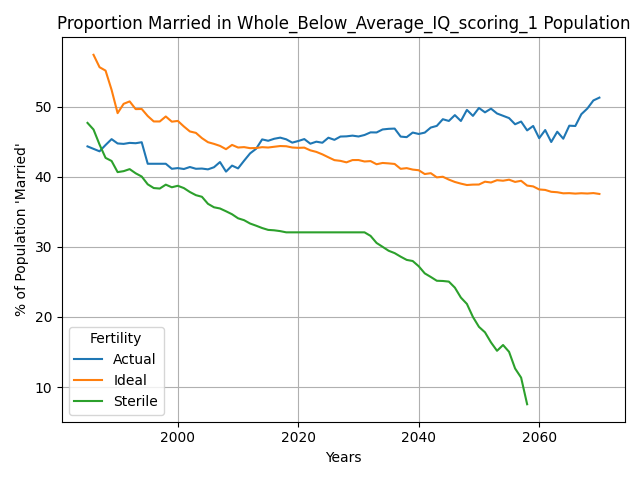 Proportion Married in Whole_Below_Average_IQ_scoring_1 Population
% of Population 'Married'
50
40
30
20
10
Fertility
Actual
Ideal
Sterile
2000 2020 2040 2060
Years